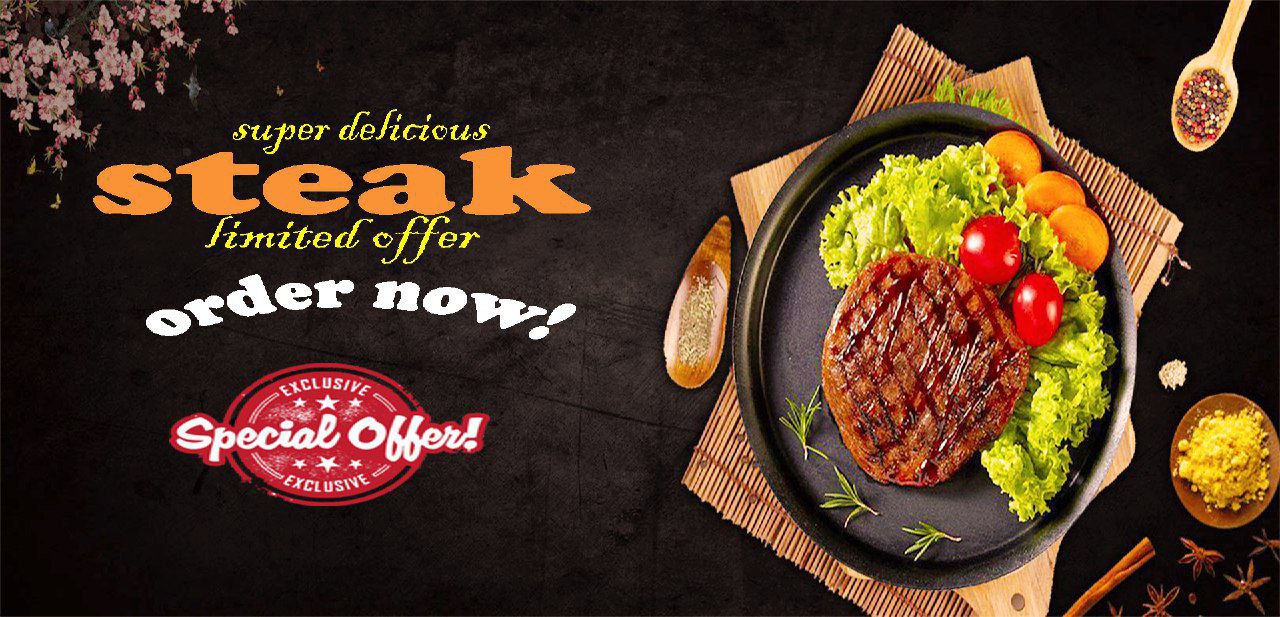 super delicious
steak
limited offer
order now!
EXCLUSIVE
Special Offer!
EXCLUSIVE